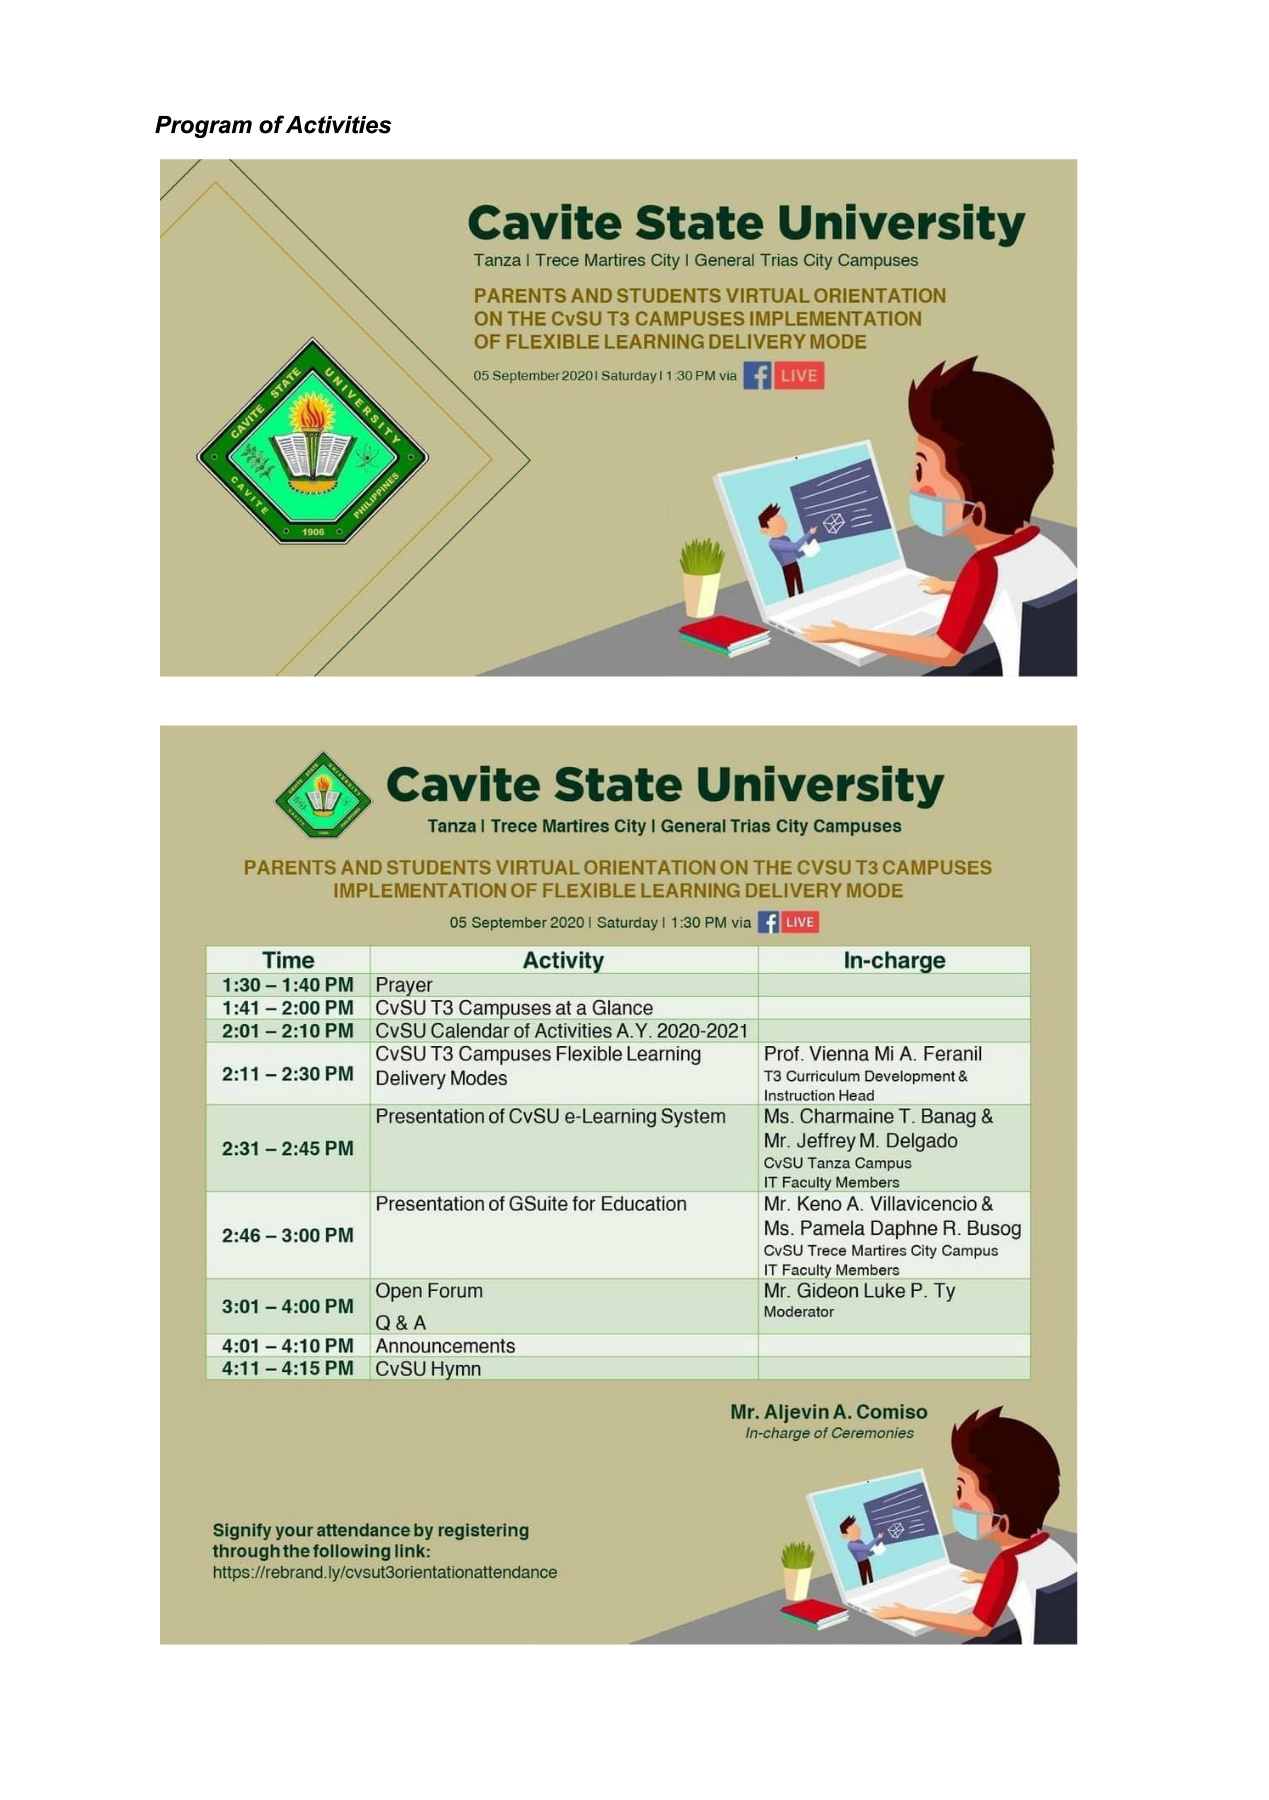 Program of Activities
CAVITE STATE UNIVERSITY
CAVITE 1906 PHILIPPINES
Cavite State University
Tanza | Trece Martires City | General Trias City Campuses
PARENTS AND STUDENTS VIRTUAL ORIENTATION
ON THE CvSU T3 CAMPUSES IMPLEMENTATION
OF FLEXIBLE LEARNING DELIVERY MODE
05 September 2020 | Saturday | 1:30 PM via f LIVE
CAVITE STATE UNIVERSITY
CAVITE 1906 PHILIPPINES
Cavite State University
Tanza | Trece Martires City | General Trias City Campuses
PARENTS AND STUDENTS VIRTUAL ORIENTATION ON THE CVSU T3 CAMPUSES
IMPLEMENTATION OF FLEXIBLE LEARNING DELIVERY MODE
05 September 2020 | Saturday | 1:30 PM via f LIVE
Time Activity In-charge
1:30 – 1:40 PM Prayer
1:41 – 2:00 PM CvSU T3 Campuses at a Glance
2:01 – 2:10 PM CvSU Calendar of Activities A.Y. 2020-2021
2:11 – 2:30 PM
CvSU T3 Campuses Flexible Learning
Delivery Modes
Prof. Vienna Mi A. Feranil
T3 Curriculum Development &
Instruction Head
2:31 – 2:45 PM
Presentation of CvSU e-Learning System
Ms. Charmaine T. Banag &
Mr. Jeffrey M. Delgado
CvSU Tanza Campus
IT Faculty Members
2:46 – 3:00 PM
Presentation of GSuite for Education
Mr. Keno A. Villavicencio &
Ms. Pamela Daphne R. Busog
CvSU Trece Martires City Campus
IT Faculty Members
3:01 – 4:00 PM
Open Forum
Q & A
Mr. Gideon Luke P. Ty
Moderator
4:01 – 4:10 PM Announcements
4:11 – 4:15 PM CvSU Hymn
Mr. Aljevin A. Comiso
In-charge of Ceremonies
Signify your attendance by registering
through the following link:
https://rebrand.ly/cvsut3orientationattendance